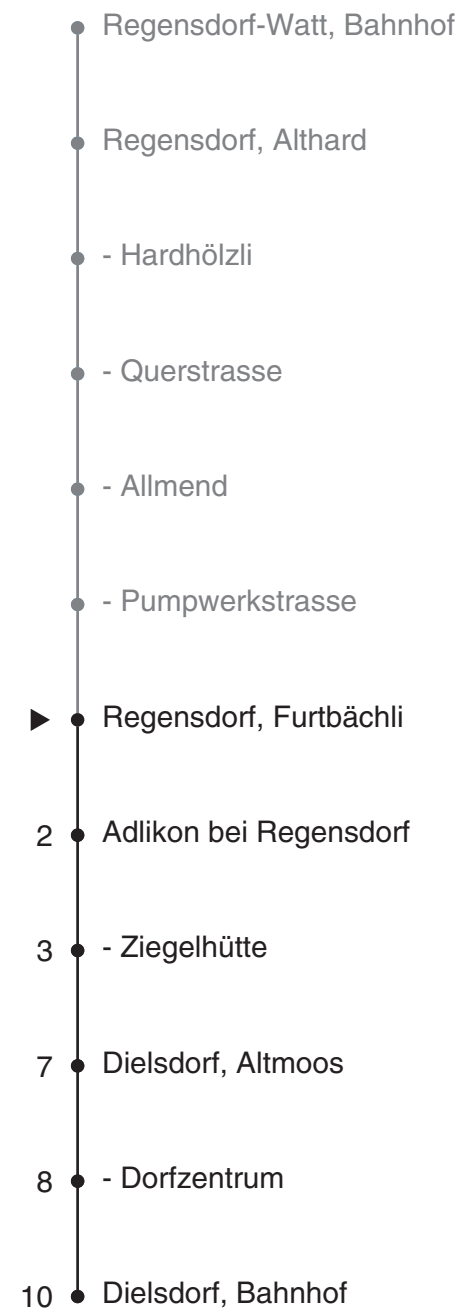 Regensdorf-Watt, Bahnhof
Regensdorf, Althard
- Hardhölzli
- Querstrasse
- Allmend
- Pumpwerkstrasse
Regensdorf, Furtbächli
2 Adlikon bei Regensdorf
3 - Ziegelhütte
7 Dielsdorf, Altmoos
8 - Dorfzentrum
10 Dielsdorf, Bahnhof